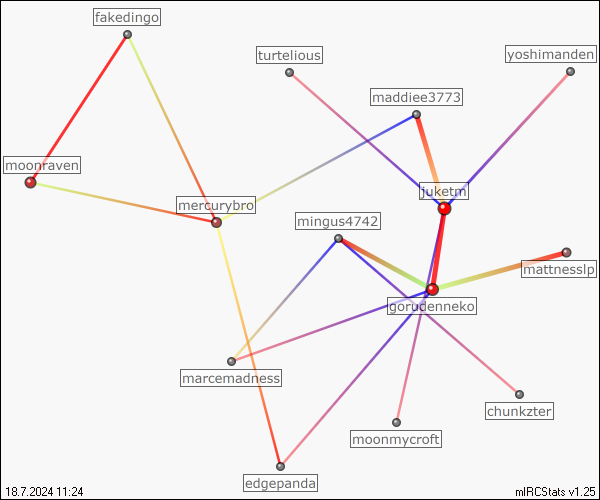 fakedingo
turtelious
yoshimanden
maddiee3773
moonraven
juketm
mercurybro
mingus4742
mattnesslp
gorudenneko
marcemadness
chunkzter
moonmycroft
edgepanda
18.7.2024 11:24
mIRCStats v1.25